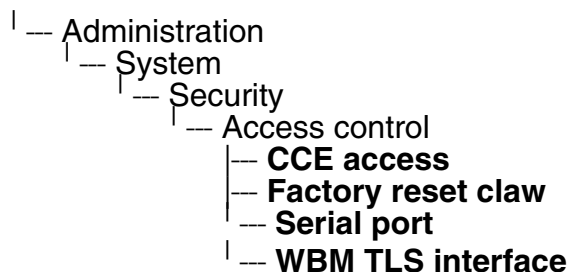 | --- Administration
| --- System
| --- Security
| --- Access control
|--- CCE access
|--- Factory reset claw
| --- Serial port
| --- WBM TLS interface